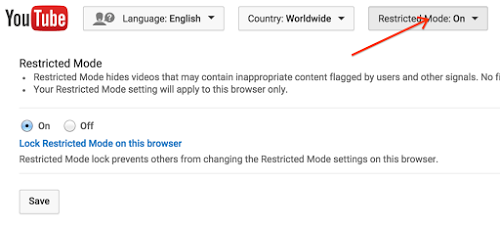 YouTube Language: English Country: Worldwide Restricted Mode: On
Restricted Mode
Restricted Mode hides videos that may contain inappropriate content flagged by users and other signals. No
Your Restricted Mode setting will apply to this browser only.
On Off
Lock Restricted Mode on this browser
Restricted Mode lock prevents others from changing the Restricted Mode settings on this browser.
Save